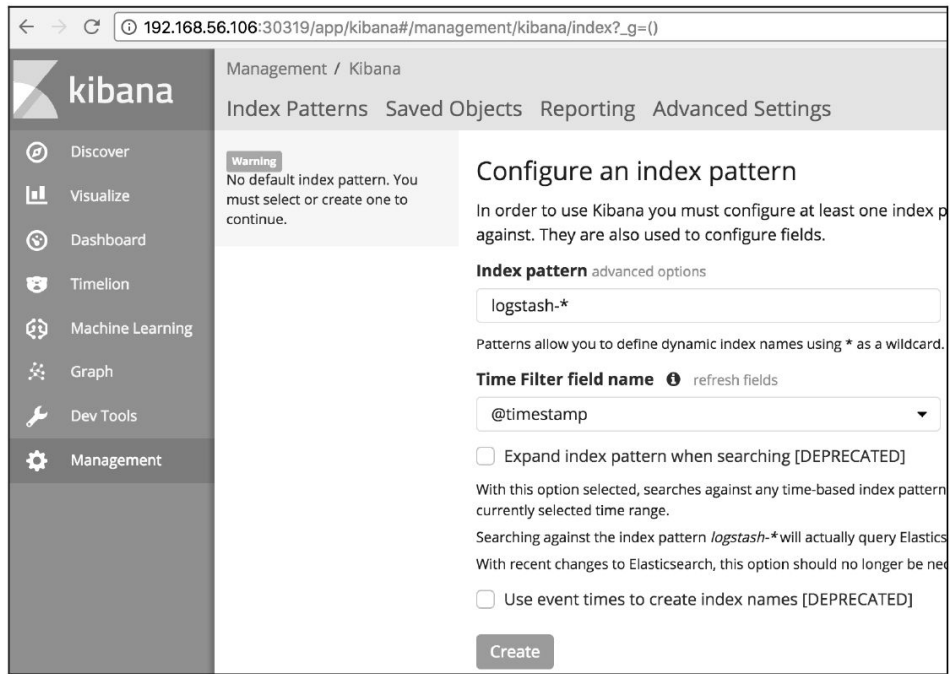 192.168.56.106:30319/app/kibana#/management/kibana/index?_g=()
kibana
Discover
Visualize
Dashboard
Timelion
Machine Learning
Graph
Dev Tools
Management
Management / Kibana
Index Patterns Saved Objects Reporting Advanced Settings
Warning
No default index pattern. You
must select or create one to
continue.
Configure an index pattern
In order to use Kibana you must configure at least one index p
against. They are also used to configure fields.
Index pattern advanced options
logstash-*
Patterns allow you to define dynamic index names using * as a wildcard.
Time Filter field name refresh fields
@timestamp
Expand index pattern when searching [DEPRECATED]
With this option selected, searches against any time-based index pattern
currently selected time range.
Searching against the index pattern logstash-* will actually query Elastics
With recent changes to Elasticsearch, this option should no longer be nec
Use event times to create index names [DEPRECATED]
Create